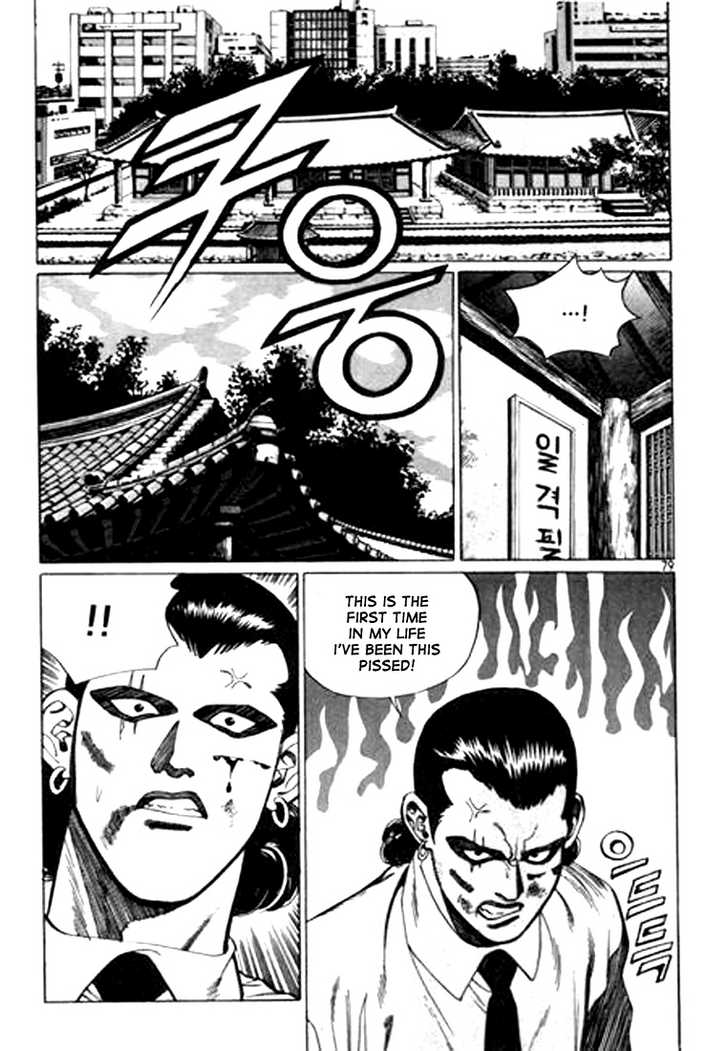 쿠웅
...!
일격필
79
!!
THIS IS THE
FIRST TIME
IN MY LIFE
I'VE BEEN THIS
PISSED!
으드득